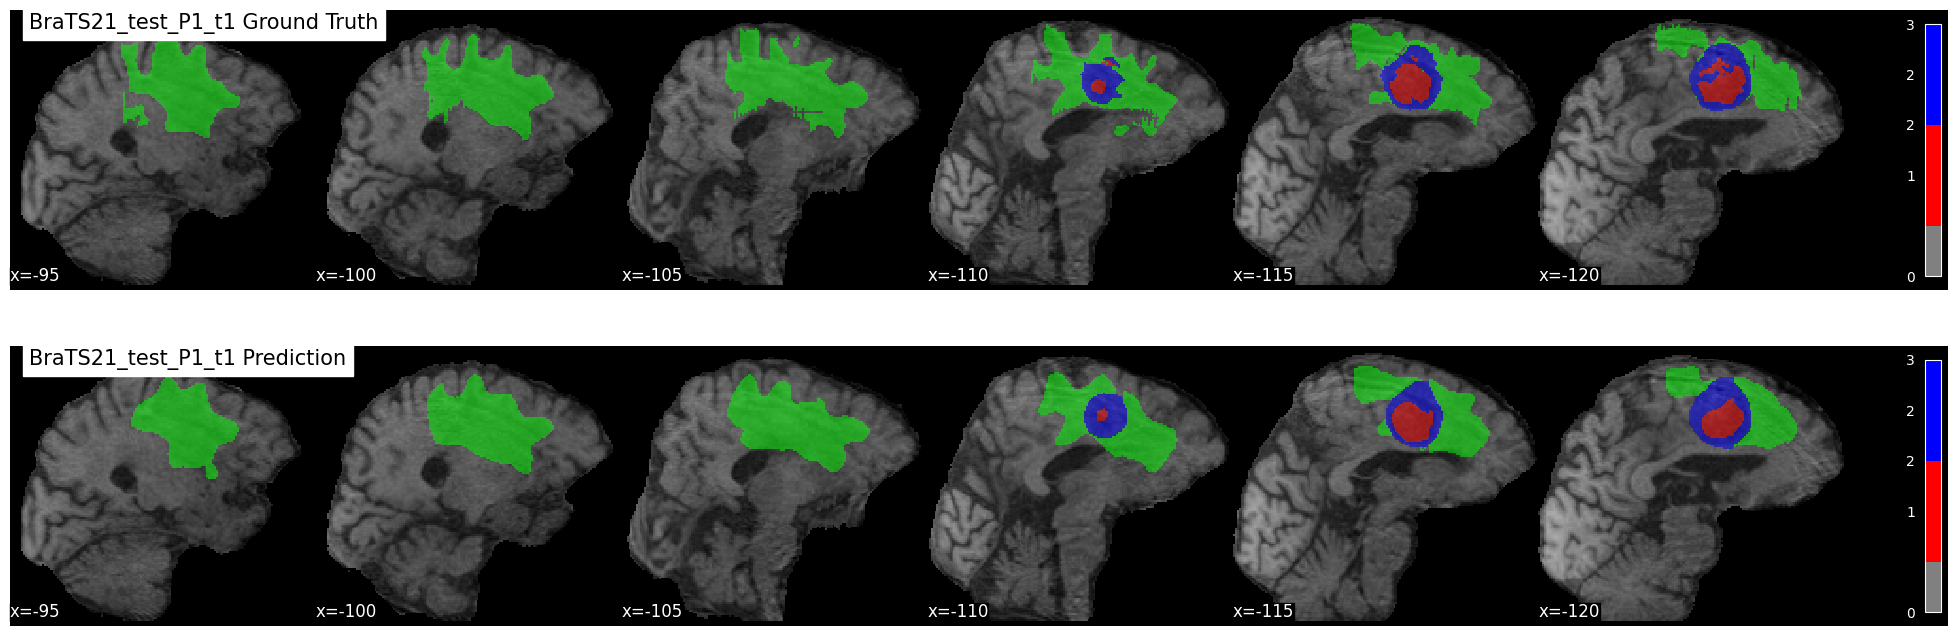 BraTS21_test_P1_t1 Ground Truth
3
2
2
1
0
x=-95
x=-100
x=-105
x=-110
x=-115
x=-120
BraTS21_test_P1_t1 Prediction
3
2
2
1
0
x=-95
x=-100
x=-105
x=-110
x=-115
x=-120